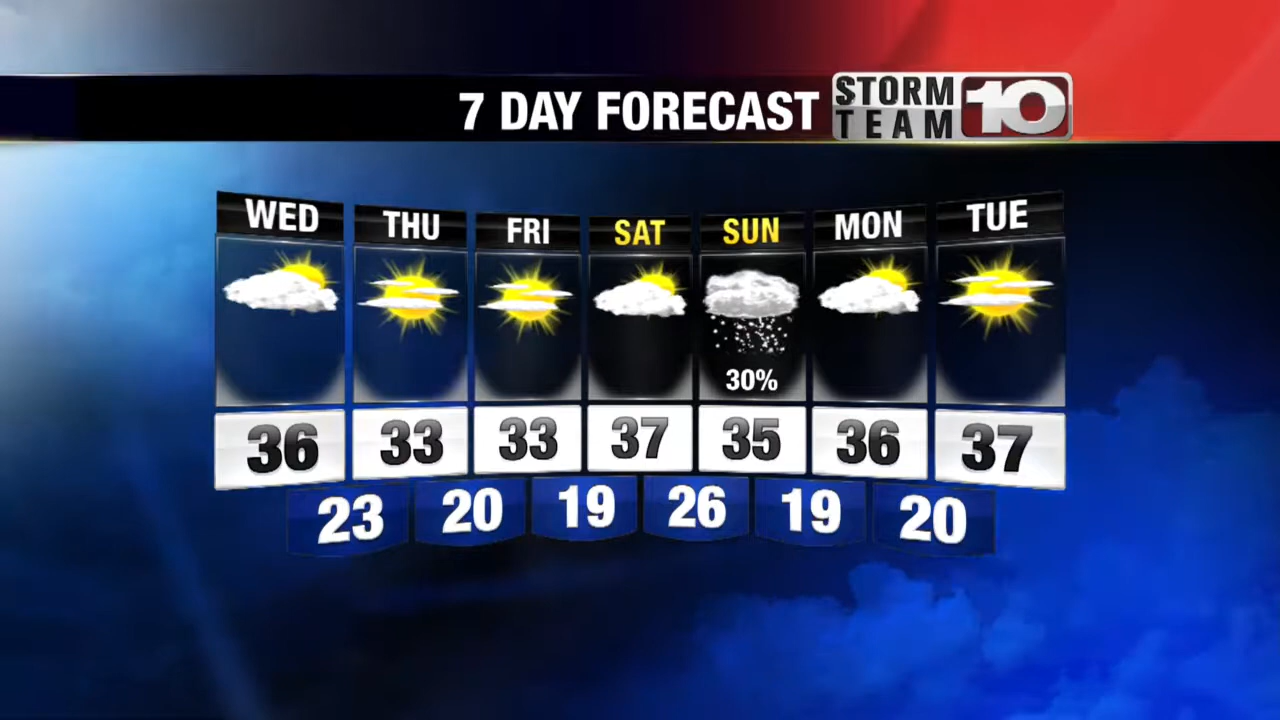 7 DAY FORECAST
STORM TEAM 10
WED THU FRI SAT SUN MON TUE
30%
36 33 33 37 35 36 37
23 20 19 26 19 20